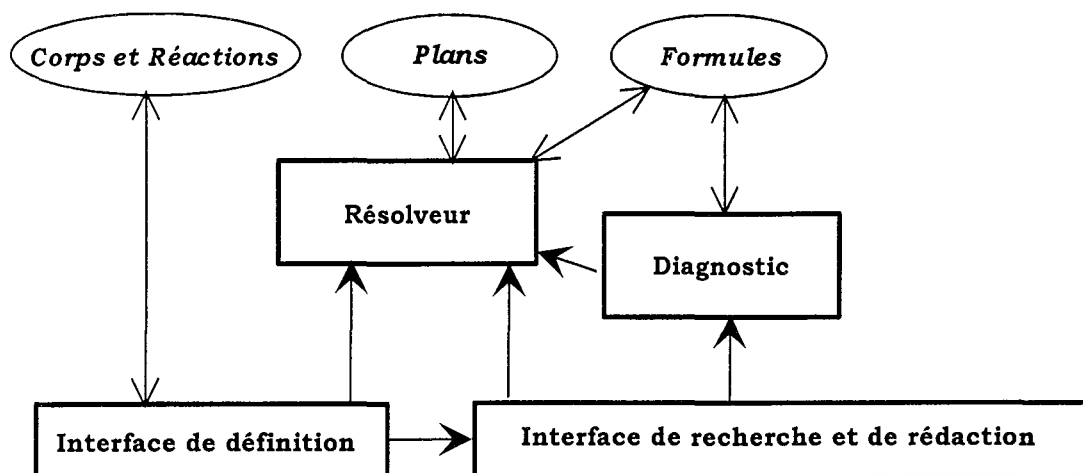 Corps et Réactions
Plans
Formules
Résolveur
Diagnostic
Interface de définition
Interface de recherche et de rédaction